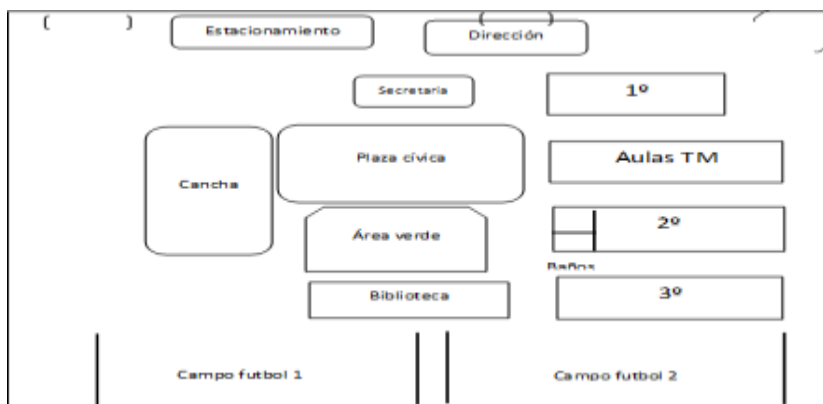 Estacionamiento
Dirección
Secretaria
1º
Plaza cívica
Aulas TM
Cancha
Área verde
2º
Baños
Biblioteca
3º
Campo futbol 1
Campo futbol 2